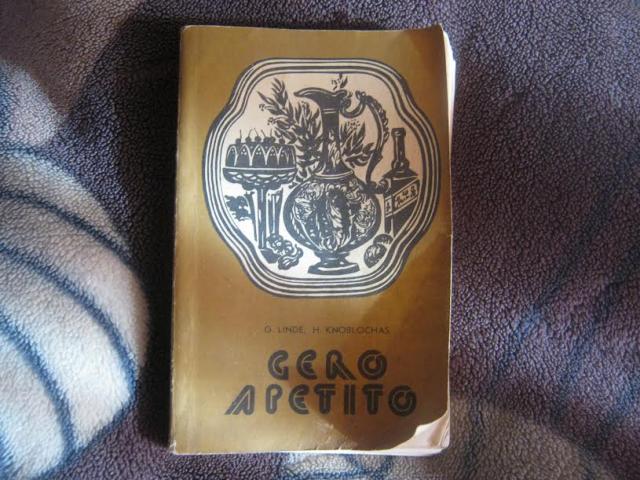 G. LINDE, H. KNOBLOCHAS
GERO
APETITO